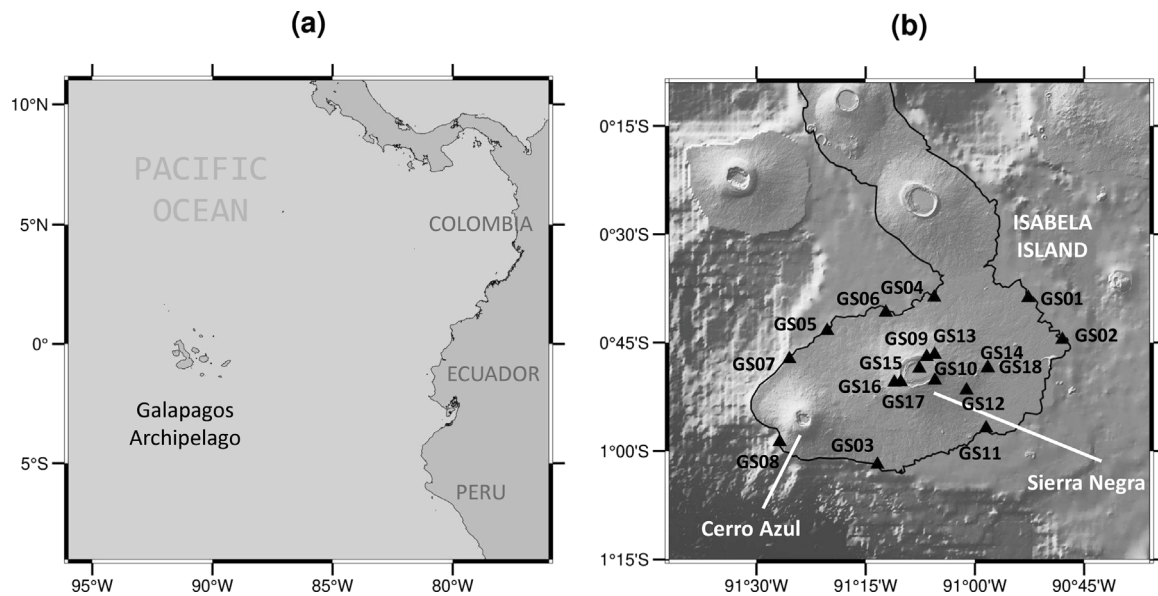 (a)
10°N
5°N
0°
5°S
95°W
90°W
85°W
80°W
PACIFIC
OCEAN
COLOMBIA
ECUADOR
PERU
Galapagos
Archipelago
(b)
0°15'S
0°30'S
0°45'S
1°00'S
1°15'S
91°30'W
91°15'W
91°00'W
90°45'W
ISABELA
ISLAND
GS04
GS06
GS01
GS05
GS02
GS09
GS13
GS07
GS15
GS10
GS14
GS18
GS16
GS17
GS12
GS03
GS11
GS08
Sierra Negra
Cerro Azul